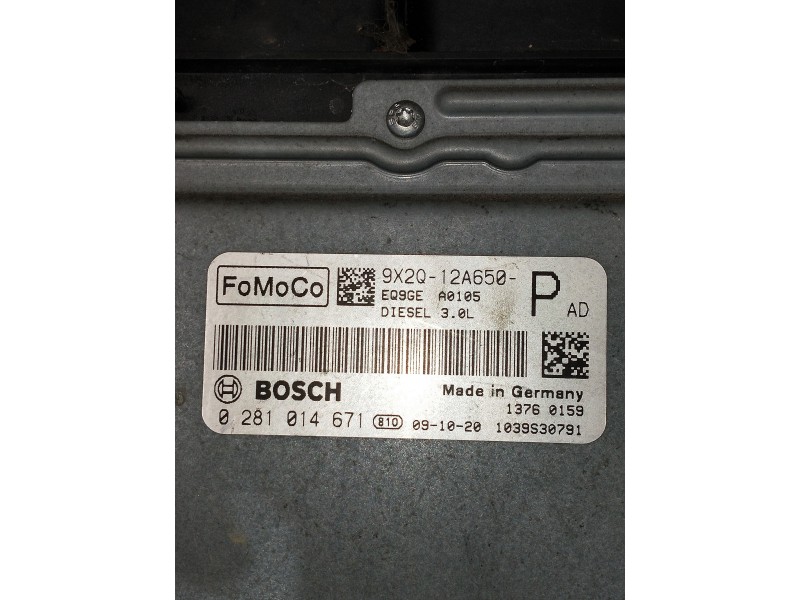 FoMoCo
9X2Q-12A650-PAD
EQ9GE A0105
DIESEL 3.0L
BOSCH
Made in Germany
1376 0159
0 281 014 671 810 09-10-20 1039S30791